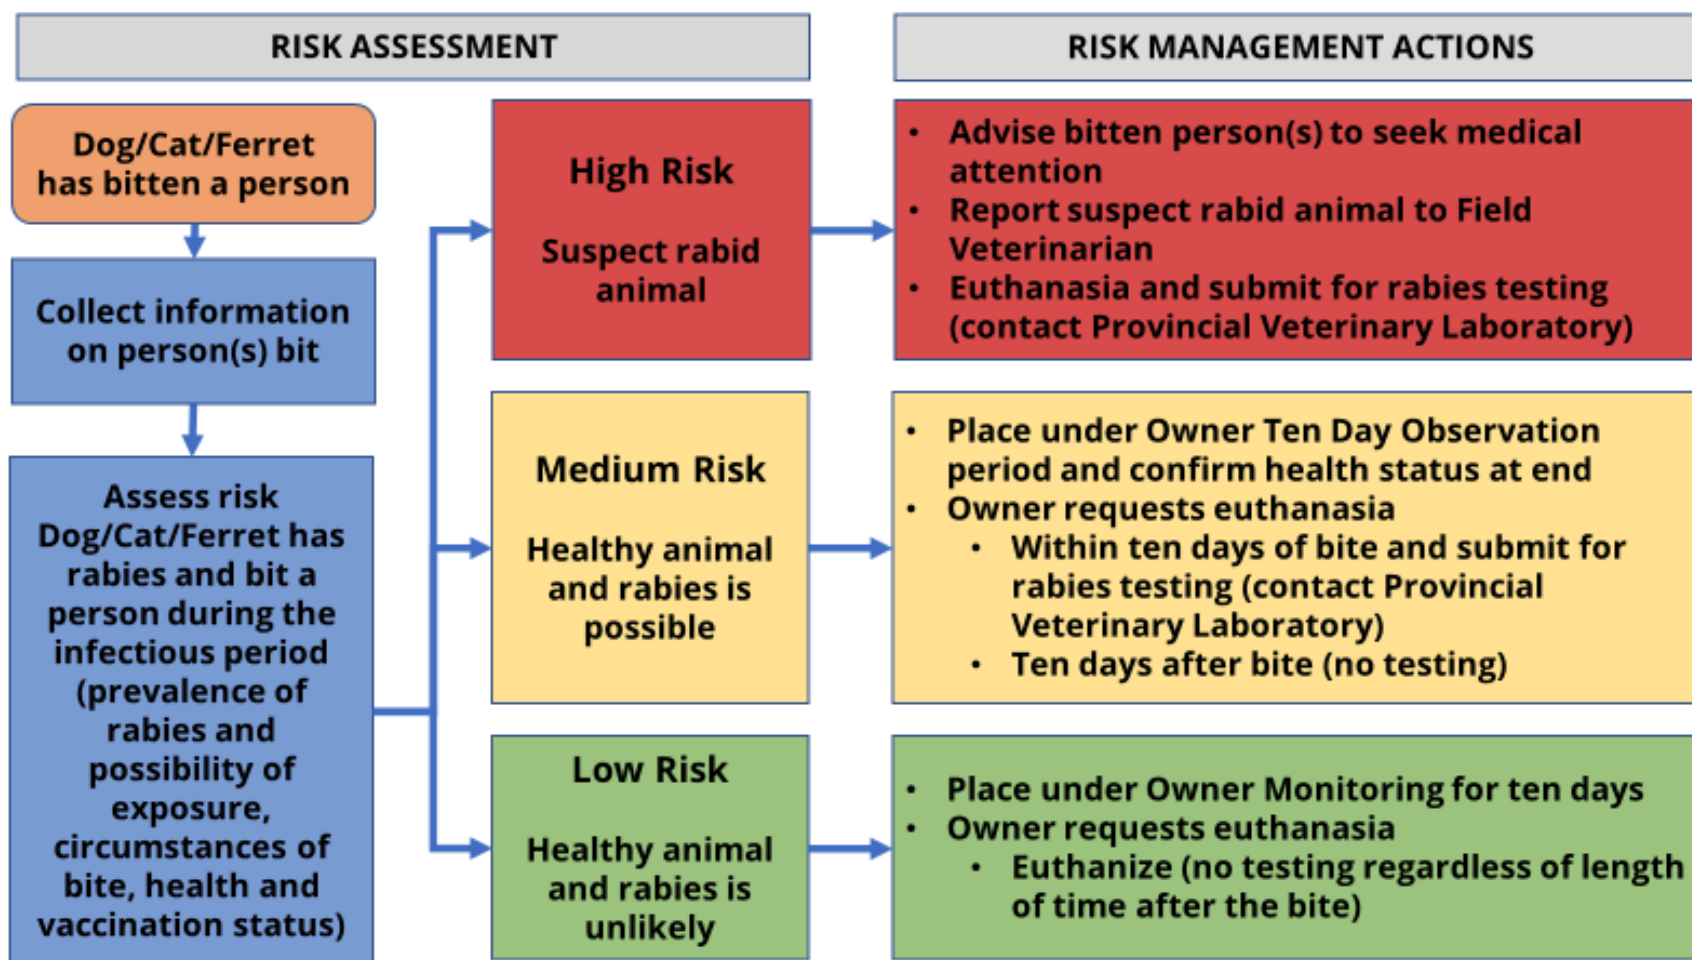 RISK ASSESSMENT
RISK MANAGEMENT ACTIONS
Dog/Cat/Ferret
has bitten a person
Collect information
on person(s) bit
Assess risk
Dog/Cat/Ferret has
rabies and bit a
person during the
infectious period
(prevalence of
rabies and
possibility of
exposure,
circumstances of
bite, health and
vaccination status)
High Risk
Suspect rabid
animal
• Advise bitten person(s) to seek medical
attention
• Report suspect rabid animal to Field
Veterinarian
• Euthanasia and submit for rabies testing
(contact Provincial Veterinary Laboratory)
Medium Risk
Healthy animal
and rabies is
possible
• Place under Owner Ten Day Observation
period and confirm health status at end
• Owner requests euthanasia
• Within ten days of bite and submit for
rabies testing (contact Provincial
Veterinary Laboratory)
• Ten days after bite (no testing)
Low Risk
Healthy animal
and rabies is
unlikely
• Place under Owner Monitoring for ten days
• Owner requests euthanasia
• Euthanize (no testing regardless of length
of time after the bite)